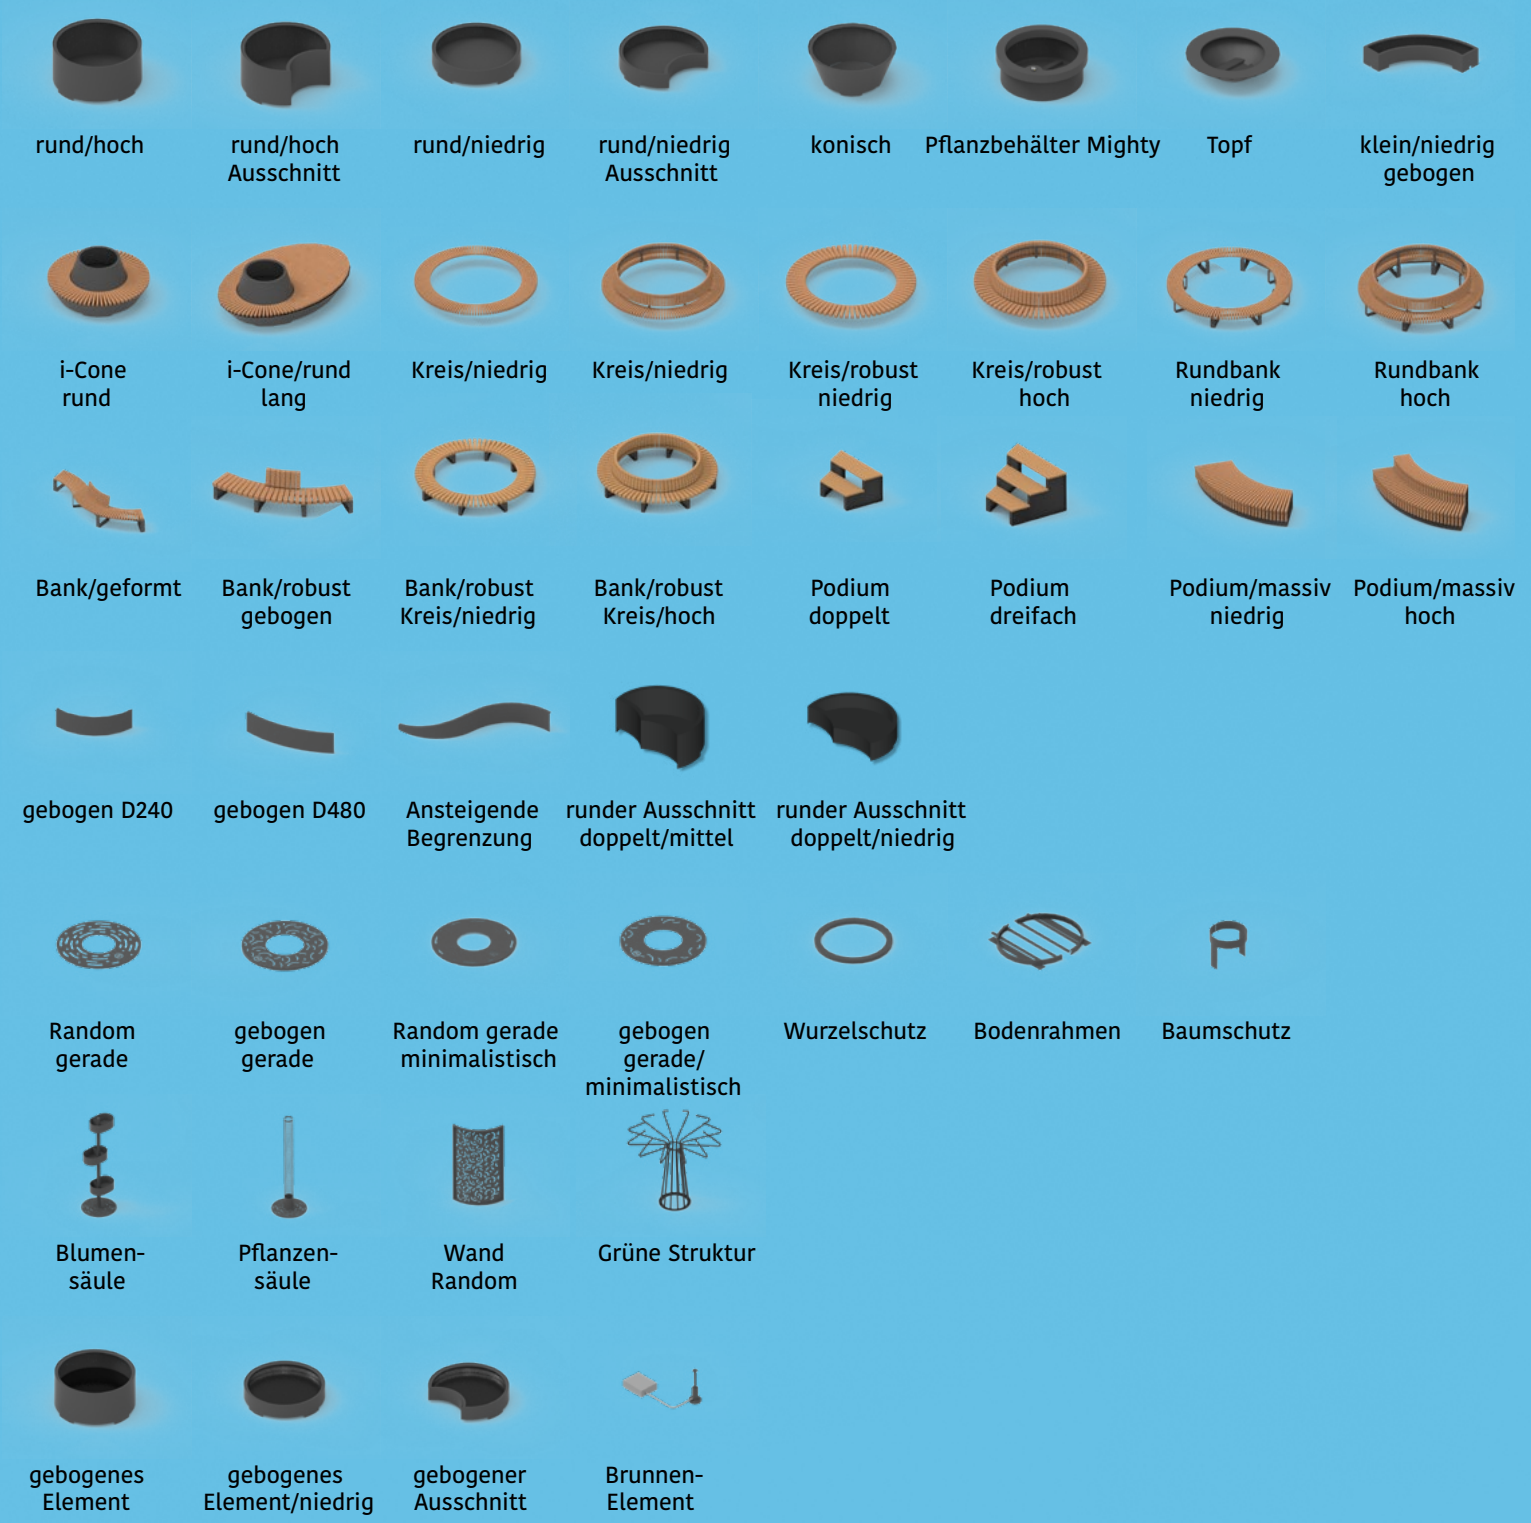 rund/hoch
rund/hoch
Ausschnitt
rund/niedrig
rund/niedrig
Ausschnitt
konisch
Pflanzbehälter Mighty
Topf
klein/niedrig
gebogen
i-Cone
rund
i-Cone/rund
lang
Kreis/niedrig
Kreis/niedrig
Kreis/robust
niedrig
Kreis/robust
hoch
Rundbank
niedrig
Rundbank
hoch
Bank/geformt
Bank/robust
gebogen
Bank/robust
Kreis/niedrig
Bank/robust
Kreis/hoch
Podium
doppelt
Podium
dreifach
Podium/massiv
niedrig
Podium/massiv
hoch
gebogen D240
gebogen D480
Ansteigende
Begrenzung
runder Ausschnitt
doppelt/mittel
runder Ausschnitt
doppelt/niedrig
Random
gerade
gebogen
gerade
Random gerade
minimalistisch
gebogen
gerade/
minimalistisch
Wurzelschutz
Bodenrahmen
Baumschutz
Blumen-
säule
Pflanzen-
säule
Wand
Random
Grüne Struktur
gebogenes
Element
gebogenes
Element/niedrig
gebogener
Ausschnitt
Brunnen-
Element